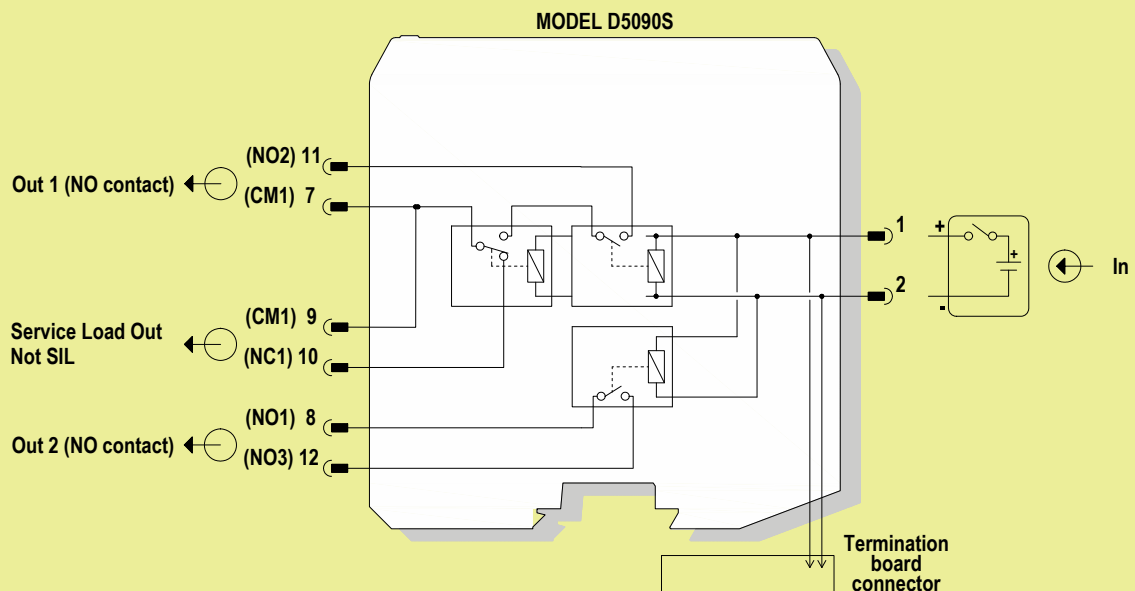 MODEL D5090S
(NO2) 11
Out 1 (NO contact)
(CM1) 7
1
+
+
In
2
-
(CM1) 9
Service Load Out
Not SIL
(NC1) 10
(NO1) 8
Out 2 (NO contact)
(NO3) 12
Termination
board
connector